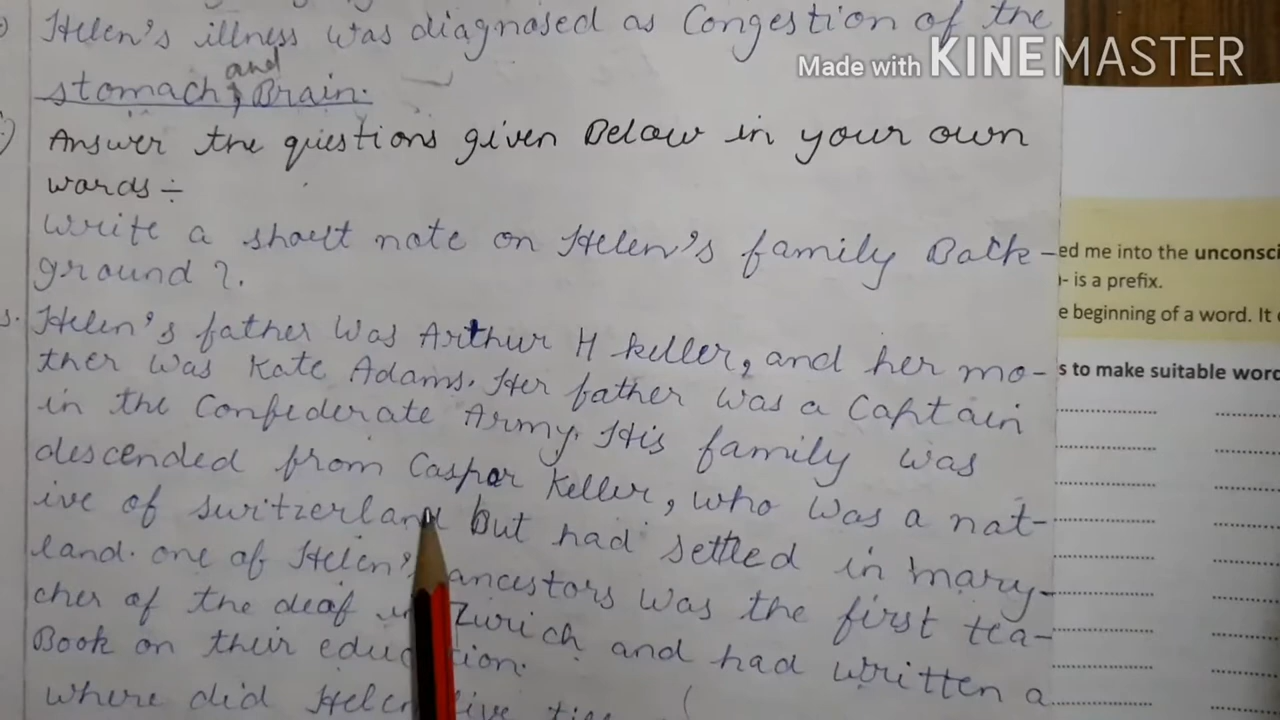 Helen's illness was diagnosed as Congestion of the
stomach, and Brain.
Answer the questions given Below in your own
words÷
Write a short note on Helen's family Back-
ground ?.
s. Helen's father was Arthur H keller, and her mo-
ther was Kate Adams. Her father was a Captain
in the Confederate Army. His family was
descended from Casper Keller, who was a nat-
ive of switzerland but had settled in mary-
land. one of Helen's ancestors was the first tea-
cher of the deaf in Zurich and had written a
Book on their education.
where did Helen live
Made with KINEMASTER
ed me into the unconsci
- is a prefix.
e beginning of a word. It
s to make suitable word